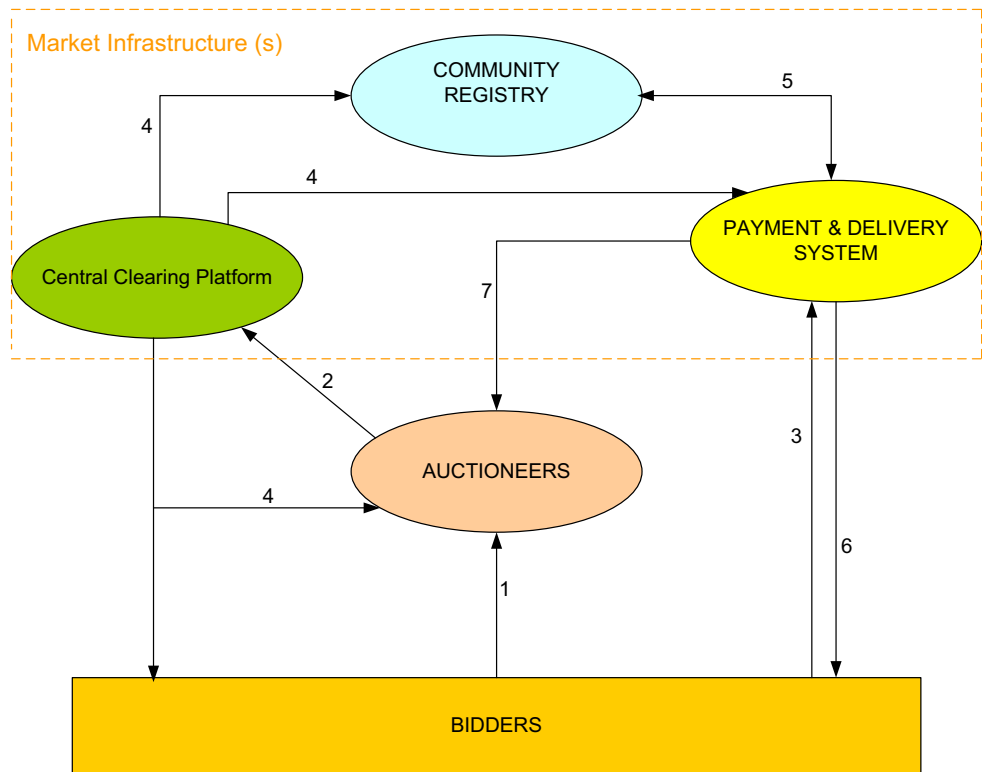 Market Infrastructure (s)
COMMUNITY
REGISTRY
5
4
4
PAYMENT & DELIVERY
SYSTEM
Central Clearing Platform
7
2
3
AUCTIONEERS
4
6
1
BIDDERS